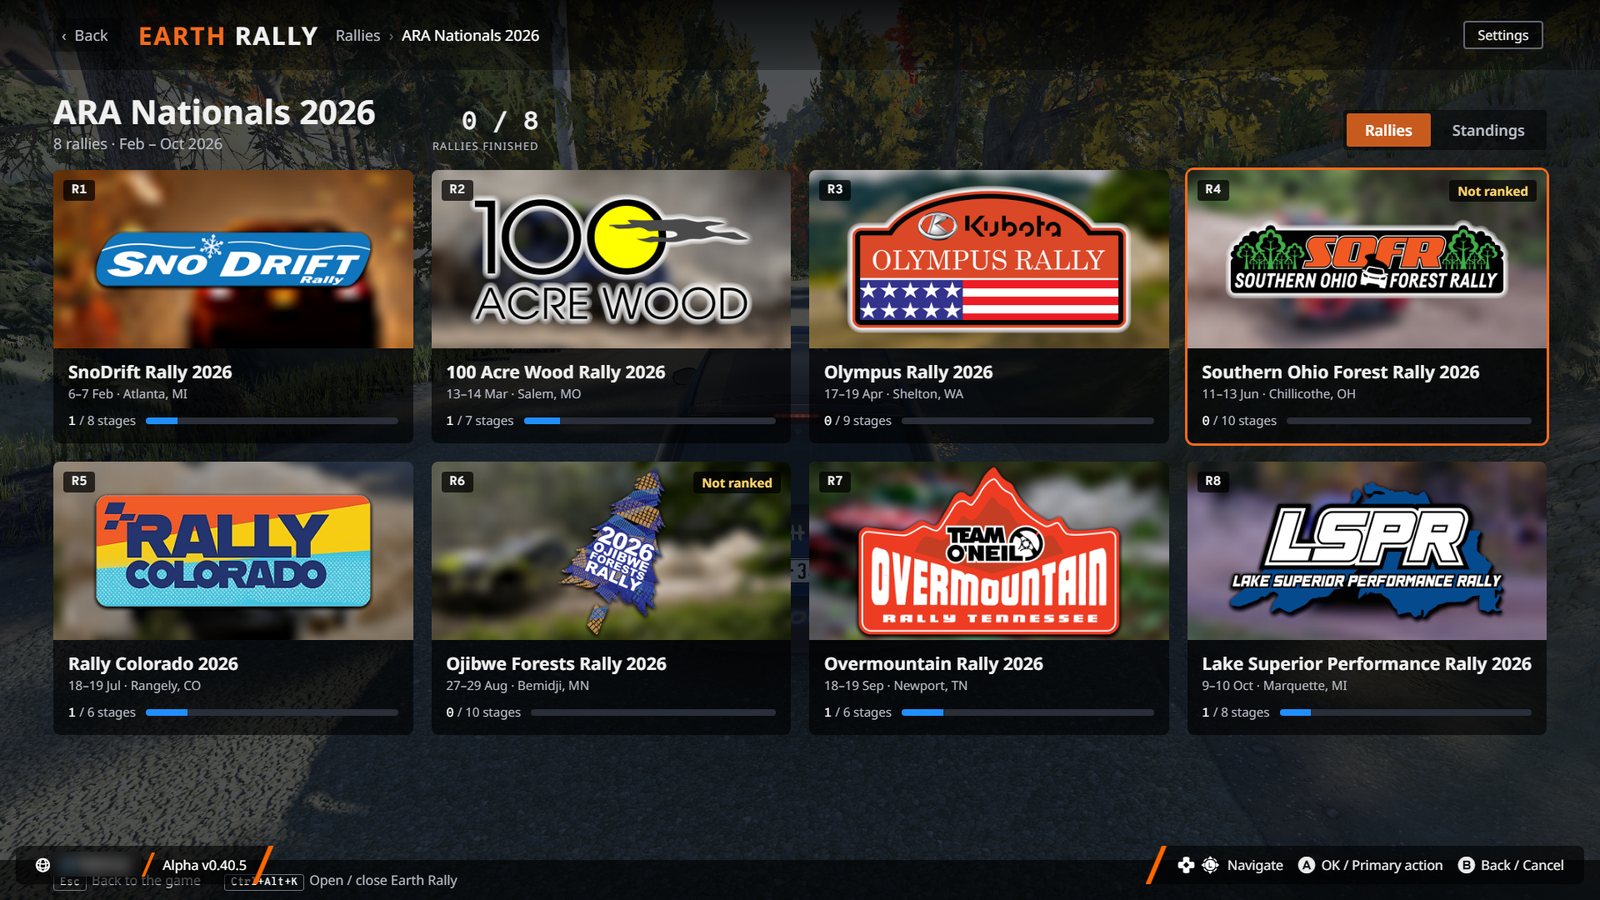 ‹ Back EARTH RALLY Rallies › ARA Nationals 2026 Settings
ARA Nationals 2026
8 rallies · Feb – Oct 2026
0 / 8
RALLIES FINISHED
Rallies Standings
R1
SNO DRIFT
Rally
SnoDrift Rally 2026
6–7 Feb · Atlanta, MI
1 / 8 stages
R2
100
ACRE WOOD
100 Acre Wood Rally 2026
13–14 Mar · Salem, MO
1 / 7 stages
R3
Kubota
OLYMPUS RALLY
Olympus Rally 2026
17–19 Apr · Shelton, WA
0 / 9 stages
R4
Not ranked
SOFR
SOUTHERN OHIO FOREST RALLY
Southern Ohio Forest Rally 2026
11–13 Jun · Chillicothe, OH
0 / 10 stages
R5
RALLY
COLORADO
Rally Colorado 2026
18–19 Jul · Rangely, CO
1 / 6 stages
R6
Not ranked
2026
OJIBWE
FORESTS
RALLY
Ojibwe Forests Rally 2026
27–29 Aug · Bemidji, MN
0 / 10 stages
R7
TEAM
O'NEIL
OVERMOUNTAIN
RALLY TENNESSEE
Overmountain Rally 2026
18–19 Sep · Newport, TN
1 / 6 stages
R8
LSPR
LAKE SUPERIOR PERFORMANCE RALLY
Lake Superior Performance Rally 2026
9–10 Oct · Marquette, MI
1 / 8 stages
Alpha v0.40.5
Esc Back to the game Ctrl+Alt+K Open / close Earth Rally
Navigate A OK / Primary action B Back / Cancel